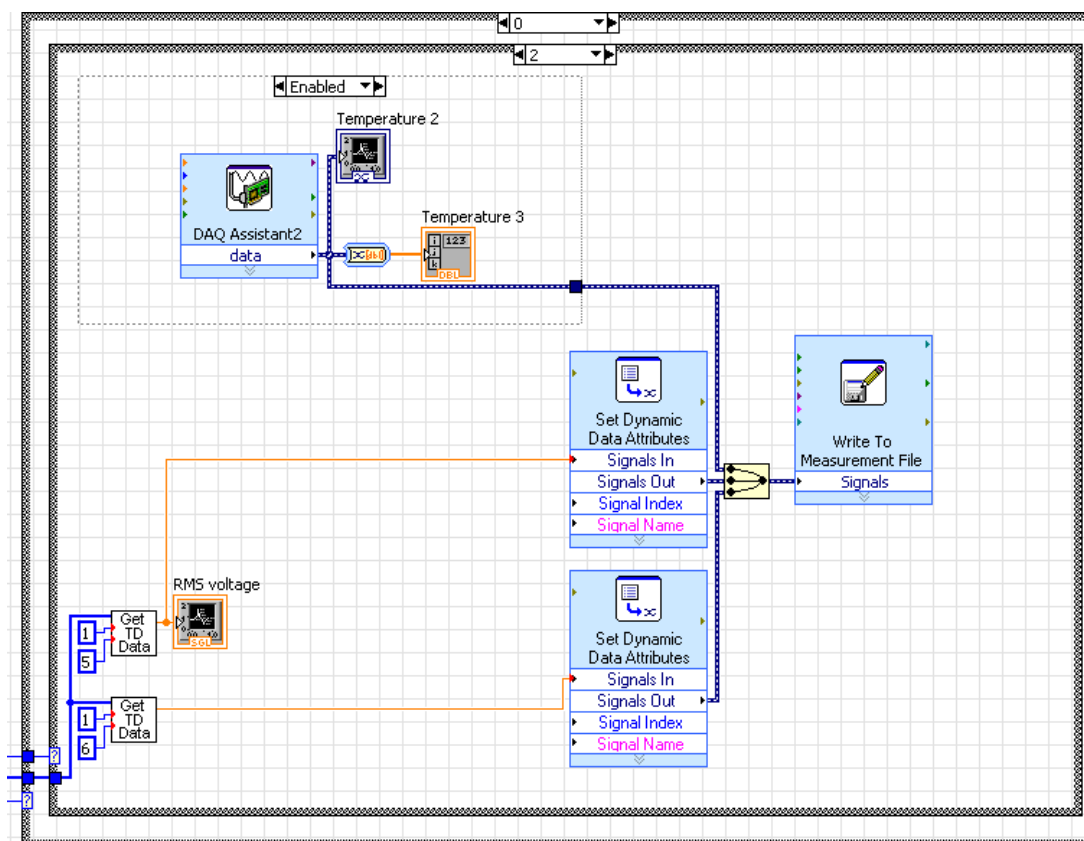 0
2
Enabled
Temperature 2
DAQ Assistant2
data
Temperature 3
123
DBL
Set Dynamic
Data Attributes
Signals In
Signals Out
Signal Index
Signal Name
Write To
Measurement File
Signals
RMS voltage
SGL
Get
TD
Data
1
5
Set Dynamic
Data Attributes
Signals In
Signals Out
Signal Index
Signal Name
Get
TD
Data
1
6
?
?